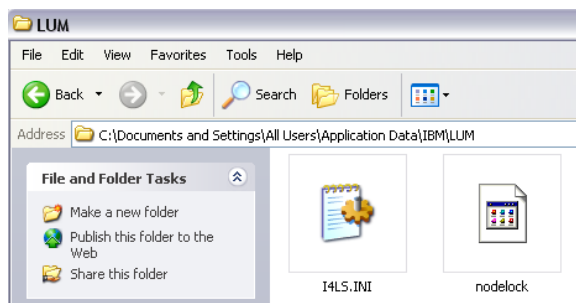 LUM
File Edit View Favorites Tools Help
Back Search Folders
Address C:\Documents and Settings\All Users\Application Data\IBM\LUM
File and Folder Tasks
Make a new folder
Publish this folder to the
Web
Share this folder
I4LS.INI nodelock